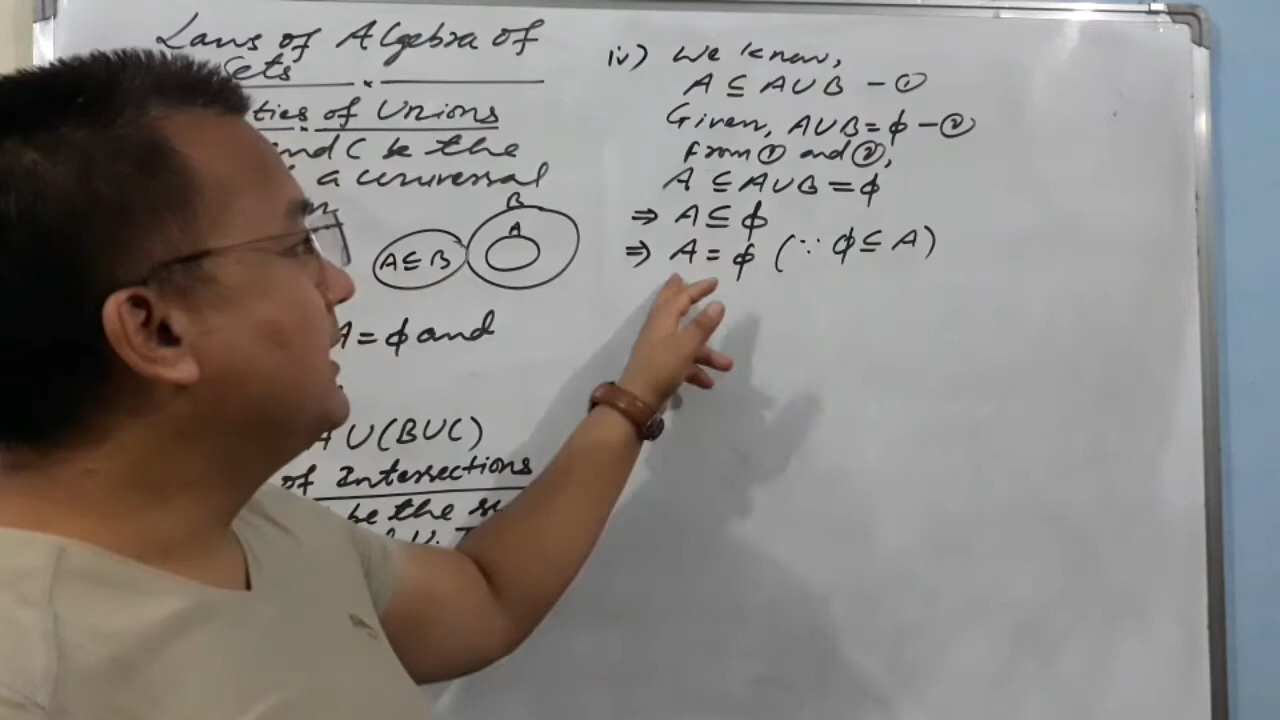 Laws of Algebra of
Sets
ties of Unions
and C be the
a universal
B
A
A ⊆ B
A = ϕ and
A ∪ (B ∪ C)
of Intersections
be the se
iv) We know,
A ⊆ A ∪ B - ①
Given, A ∪ B = ϕ - ②
From ① and ②,
A ⊆ A ∪ B = ϕ
⇒ A ⊆ ϕ
⇒ A = ϕ (∵ ϕ ⊆ A)